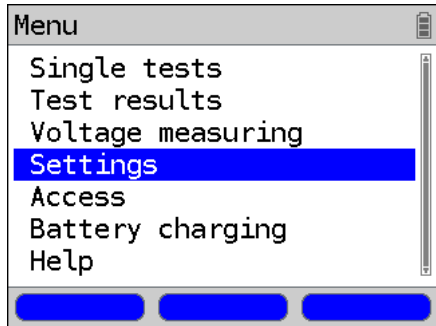 Menu
Single tests
Test results
Voltage measuring
Settings
Access
Battery charging
Help